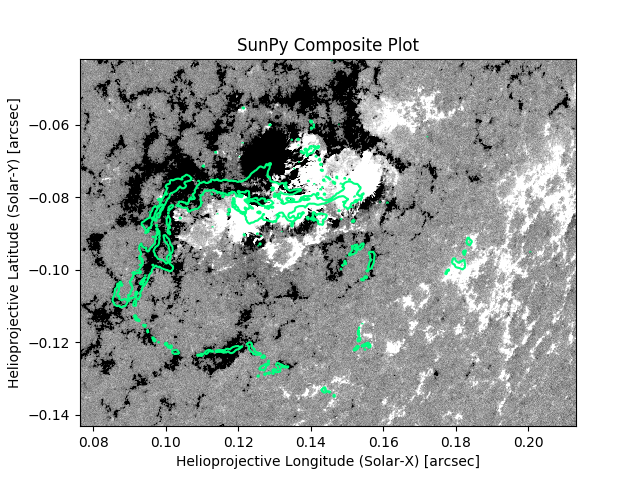 SunPy Composite Plot
Helioprojective Latitude (Solar-Y) [arcsec]
−0.06
−0.08
−0.10
−0.12
−0.14
0.08 0.10 0.12 0.14 0.16 0.18 0.20
Helioprojective Longitude (Solar-X) [arcsec]